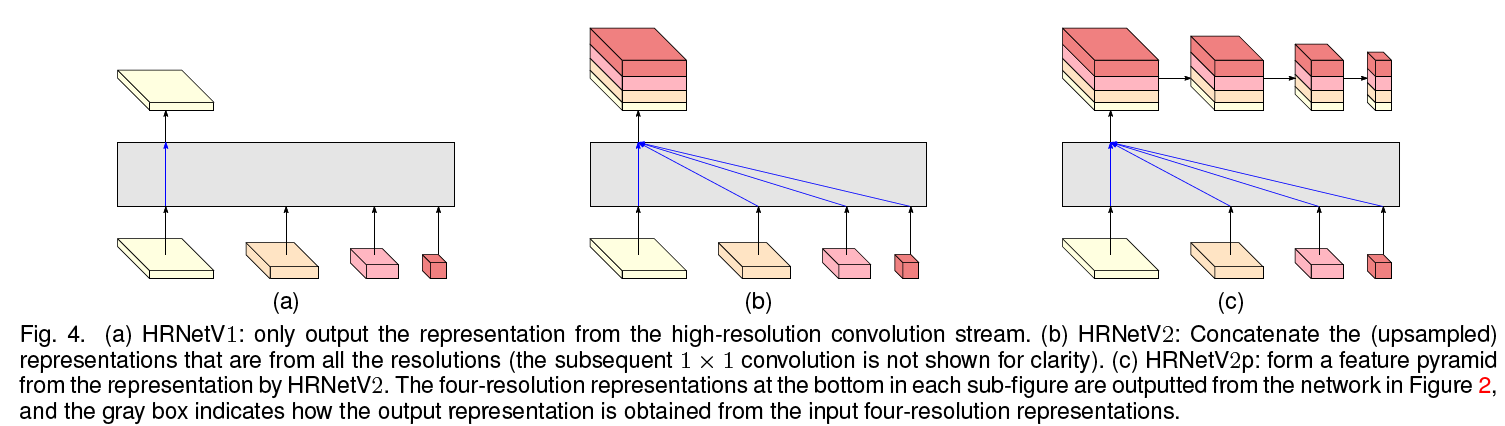 (a) (b) (c)
Fig. 4. (a) HRNetV1: only output the representation from the high-resolution convolution stream. (b) HRNetV2: Concatenate the (upsampled)
representations that are from all the resolutions (the subsequent 1 × 1 convolution is not shown for clarity). (c) HRNetV2p: form a feature pyramid
from the representation by HRNetV2. The four-resolution representations at the bottom in each sub-figure are outputted from the network in Figure 2,
and the gray box indicates how the output representation is obtained from the input four-resolution representations.